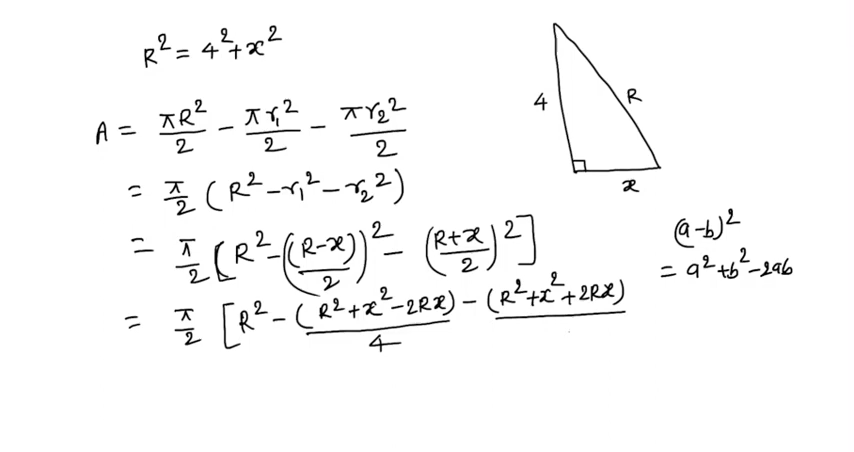 R² = 4² + x²
A = πR²/2 − πr₁²/2 − πr₂²/2
= π/2 (R² − r₁² − r₂²)
= π/2 [R² − ((R−x)/2)² − ((R+x)/2)²]
= π/2 [R² − (R² + x² − 2Rx)/4 − (R² + x² + 2Rx)
4
R
x
(a−b)²
= a² + b² − 2ab